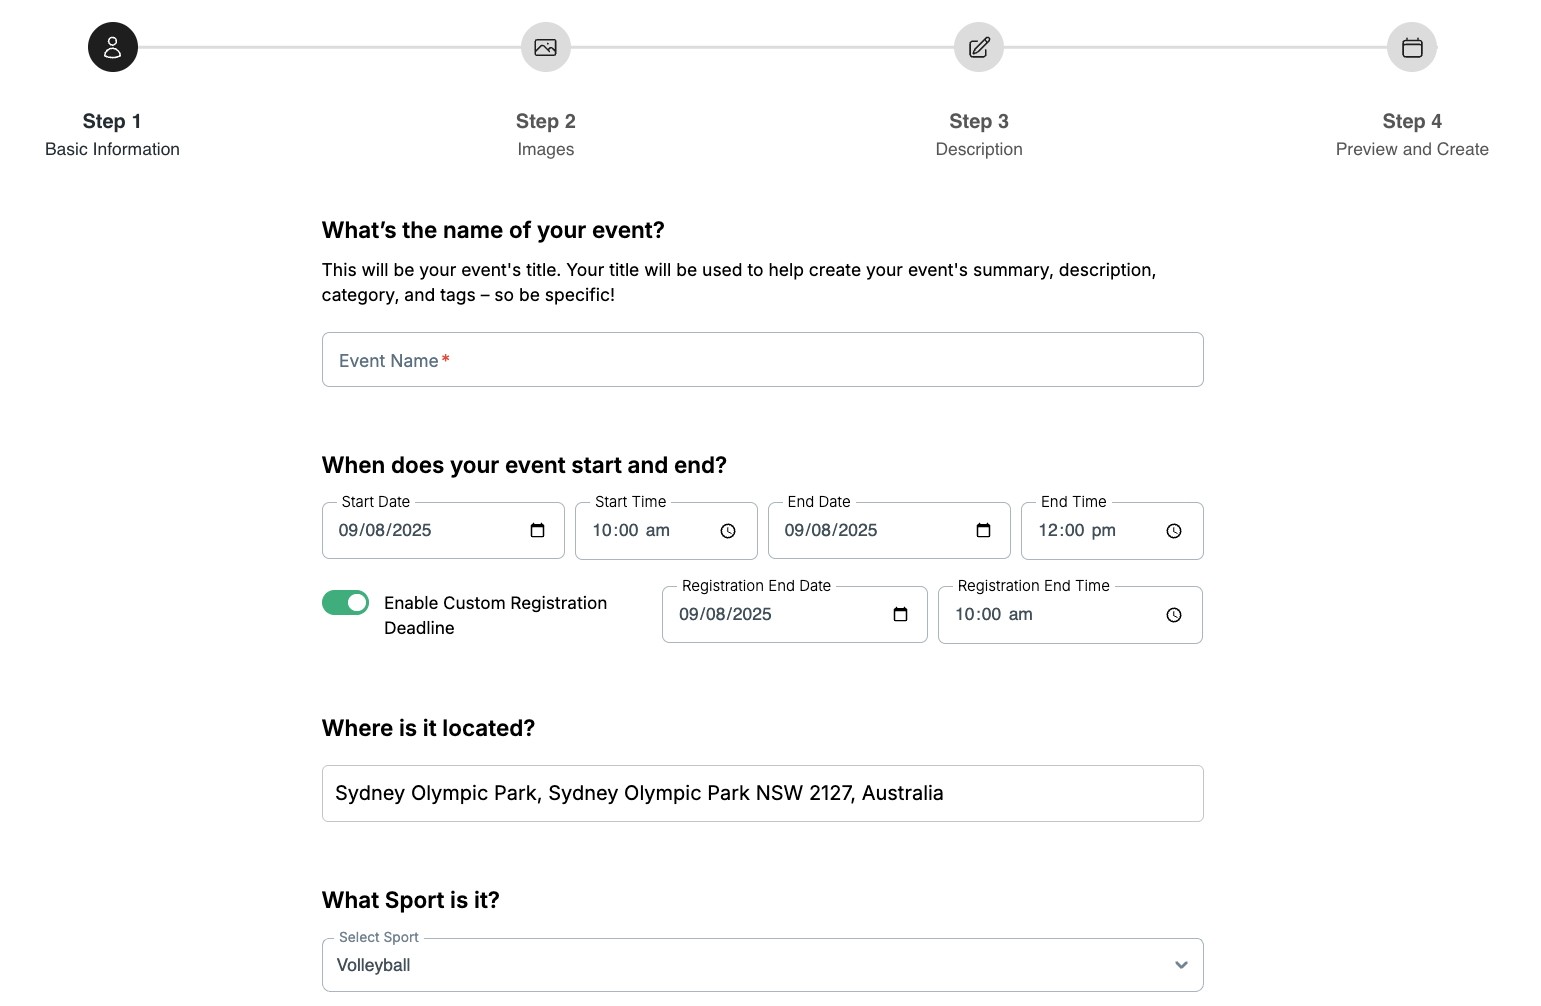 Step 1
Basic Information
Step 2
Images
Step 3
Description
Step 4
Preview and Create
What’s the name of your event?
This will be your event's title. Your title will be used to help create your event's summary, description,
category, and tags – so be specific!
Event Name*
When does your event start and end?
Start Date
09/08/2025
Start Time
10:00 am
End Date
09/08/2025
End Time
12:00 pm
Enable Custom Registration
Deadline
Registration End Date
09/08/2025
Registration End Time
10:00 am
Where is it located?
Sydney Olympic Park, Sydney Olympic Park NSW 2127, Australia
What Sport is it?
Select Sport
Volleyball